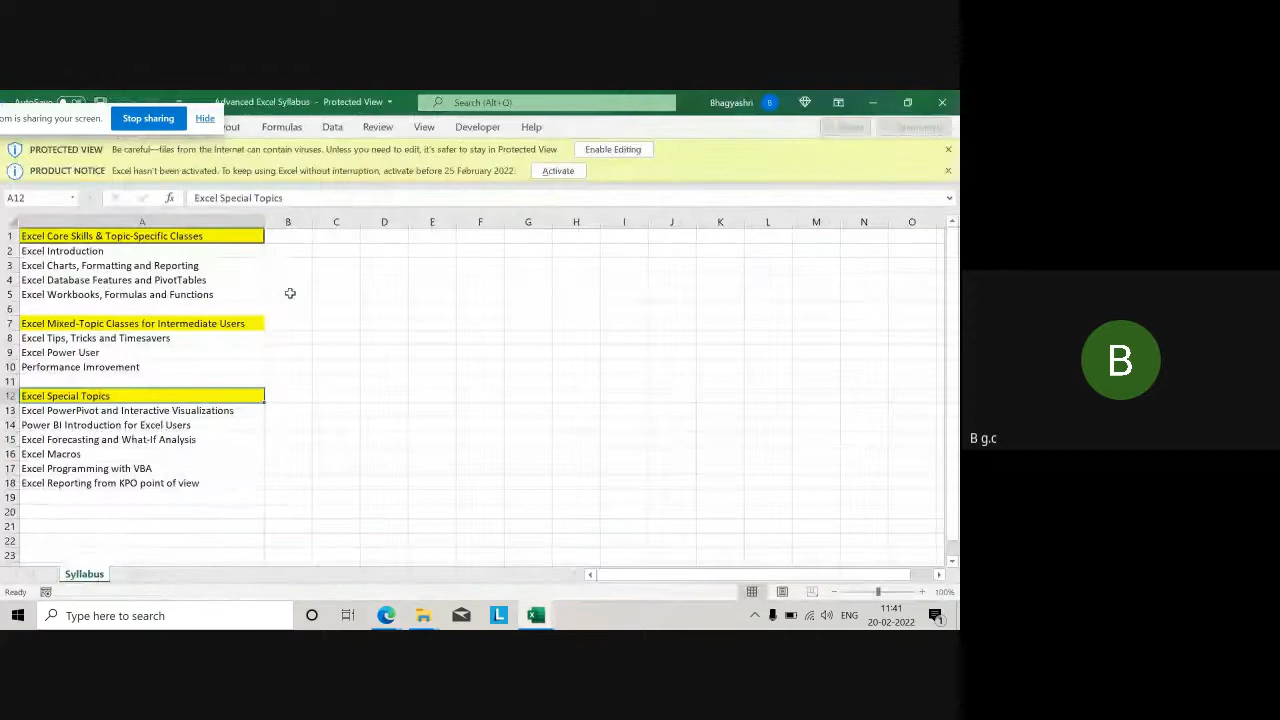 AutoSave Off
Advanced Excel Syllabus - Protected View
Search (Alt+Q)
Bhagyashri B
om is sharing your screen. Stop sharing Hide
out Formulas Data Review View Developer Help
PROTECTED VIEW Be careful—files from the Internet can contain viruses. Unless you need to edit, it's safer to stay in Protected View. Enable Editing
PRODUCT NOTICE Excel hasn't been activated. To keep using Excel without interruption, activate before 25 February 2022. Activate
A12 fx Excel Special Topics
A B C D E F G H I J K L M N O
1 Excel Core Skills & Topic-Specific Classes
2 Excel Introduction
3 Excel Charts, Formatting and Reporting
4 Excel Database Features and PivotTables
5 Excel Workbooks, Formulas and Functions
6
7 Excel Mixed-Topic Classes for Intermediate Users
8 Excel Tips, Tricks and Timesavers
9 Excel Power User
10 Performance Imrovement
11
12 Excel Special Topics
13 Excel PowerPivot and Interactive Visualizations
14 Power BI Introduction for Excel Users
15 Excel Forecasting and What-If Analysis
16 Excel Macros
17 Excel Programming with VBA
18 Excel Reporting from KPO point of view
19
20
21
22
23
Syllabus
Ready
100%
Type here to search
L
ENG
11:41
20-02-2022
1
B
B g.c